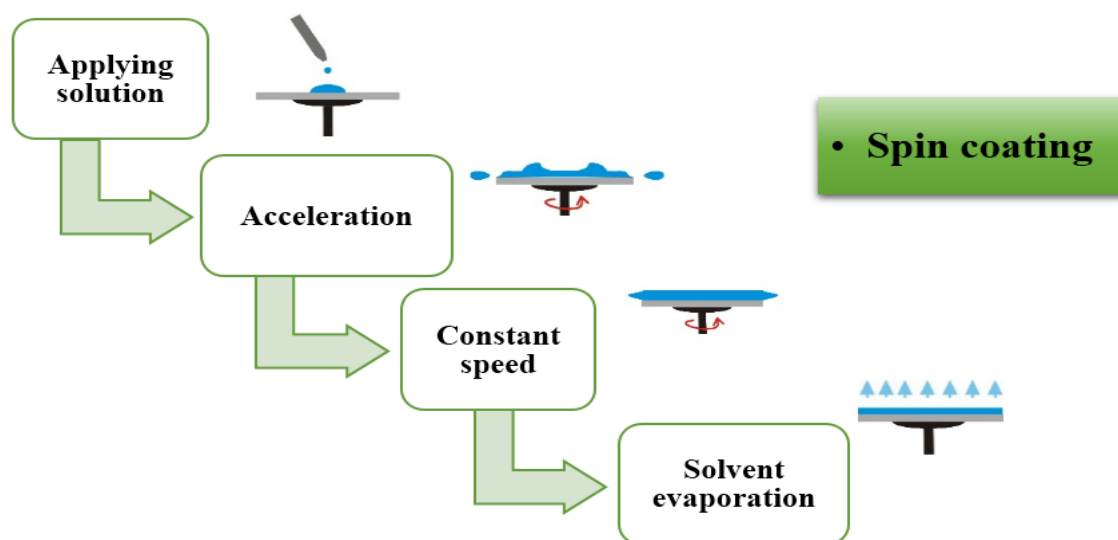 Applying
solution
• Spin coating
Acceleration
Constant
speed
Solvent
evaporation